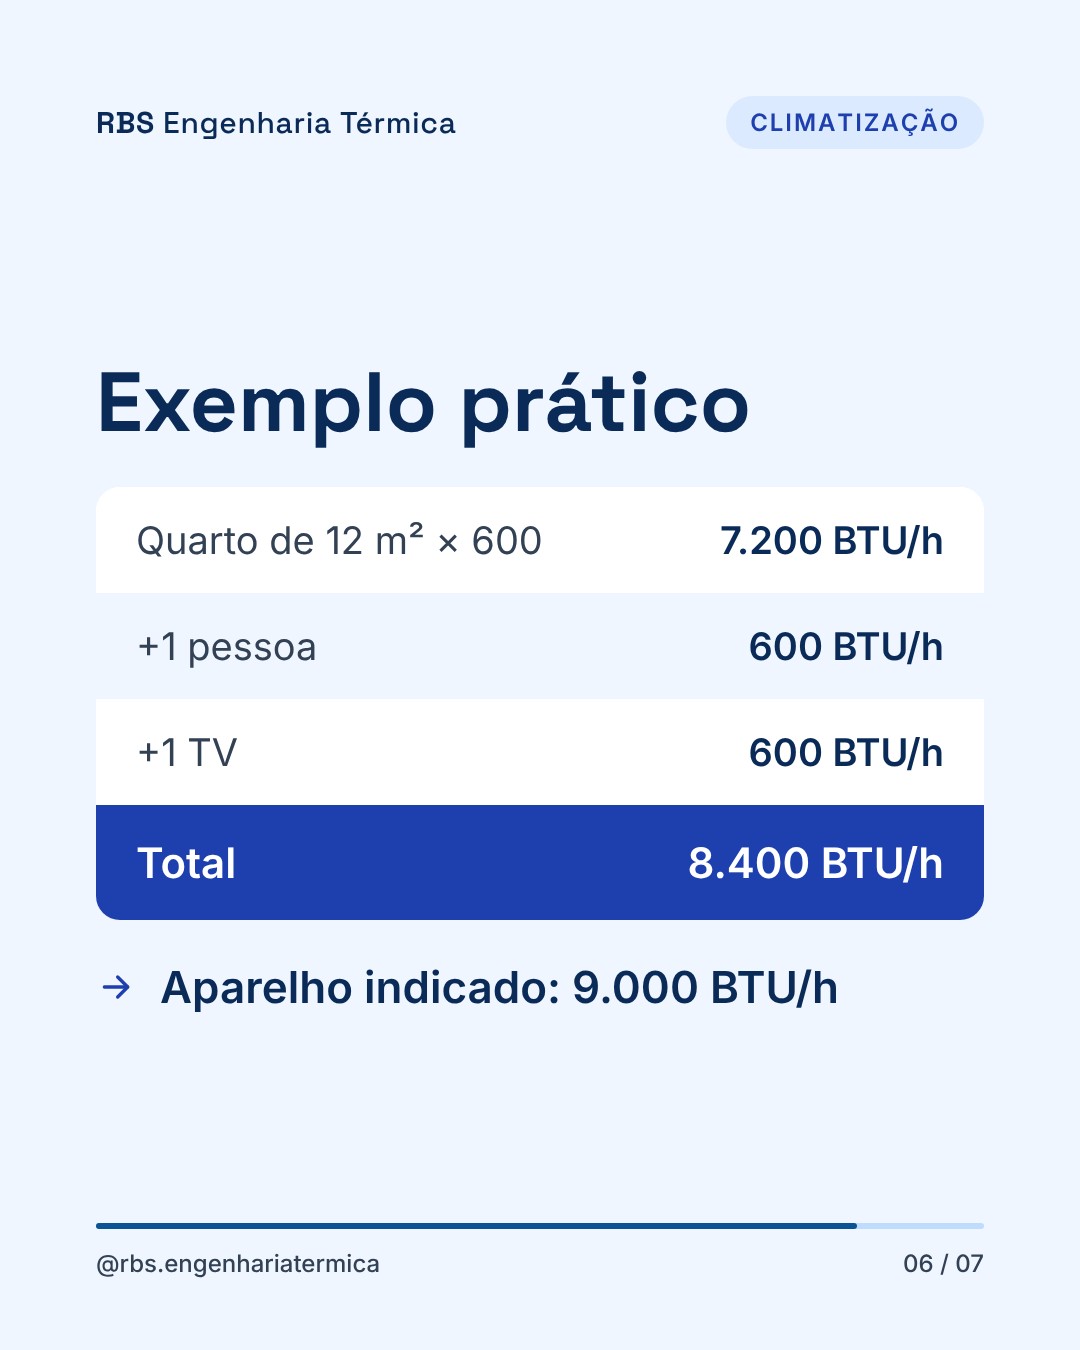 RBS Engenharia Térmica
CLIMATIZAÇÃO
Exemplo prático
Quarto de 12 m² × 600 7.200 BTU/h
+1 pessoa 600 BTU/h
+1 TV 600 BTU/h
Total 8.400 BTU/h
→ Aparelho indicado: 9.000 BTU/h
@rbs.engenhariatermica 06 / 07